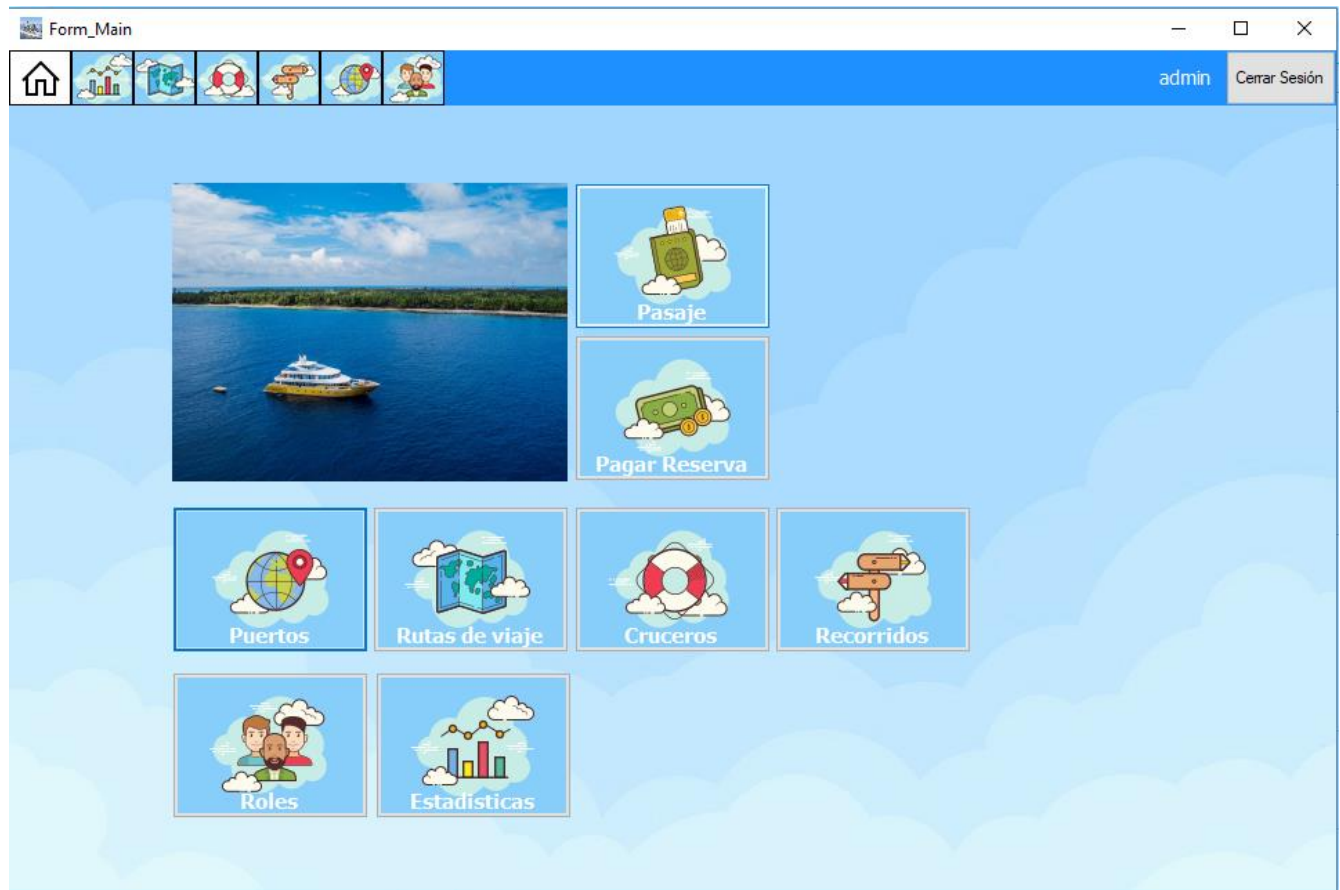 Form_Main
admin
Cerrar Sesión
Pasaje
Pagar Reserva
Puertos
Rutas de viaje
Cruceros
Recorridos
Roles
Estadisticas